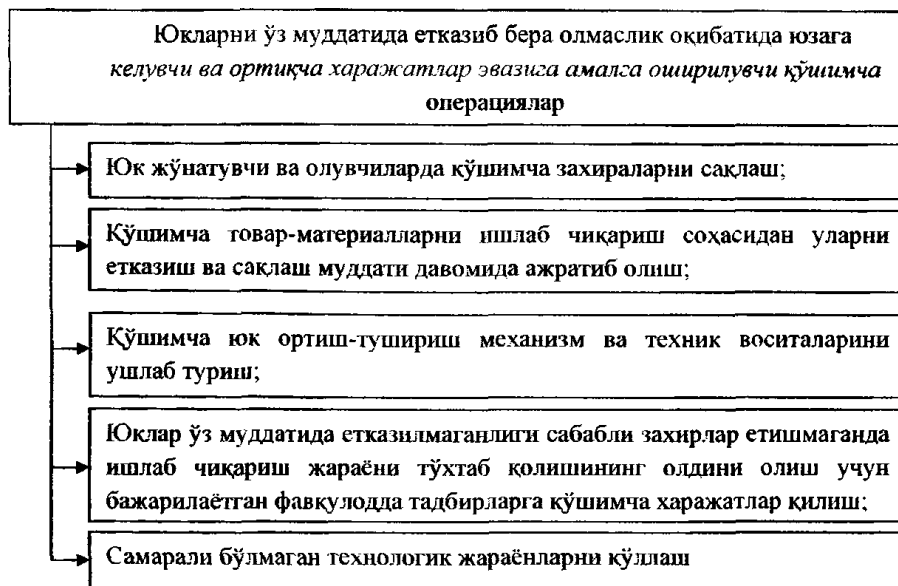 Юкларни ўз муддатида етказиб бера олмаслик оқибатида юзага
келувчи ва ортиқча харажатлар эвазига амалга оширилувчи қўшимча
операциялар
Юк жўнатувчи ва олувчиларда қўшимча захираларни сақлаш;
Қўшимча товар-материалларни ишлаб чиқариш соҳасидан уларни
етказиш ва сақлаш муддати давомида ажратиб олиш;
Қўшимча юк ортиш-тушириш механизм ва техник воситаларини
ушлаб туриш;
Юклар ўз муддатида етказилмаганлиги сабабли захирлар етишмаганда
ишлаб чиқариш жараёни тўхтаб қолишининг олдини олиш учун
бажарилаётган фавқулодда тадбирларга қўшимча харажатлар қилиш;
Самарали бўлмаган технологик жараёнларни қўллаш